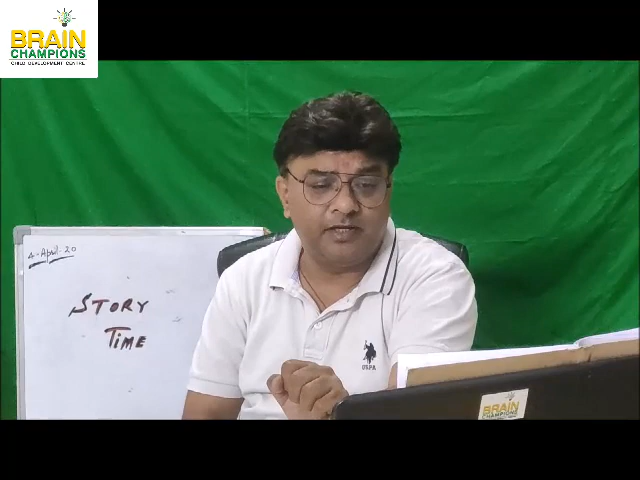 BRAIN
CHAMPIONS
CHILD DEVELOPMENT CENTRE
4-April-20
STORY
TIME
USPA
BRAIN
CHAMPIONS